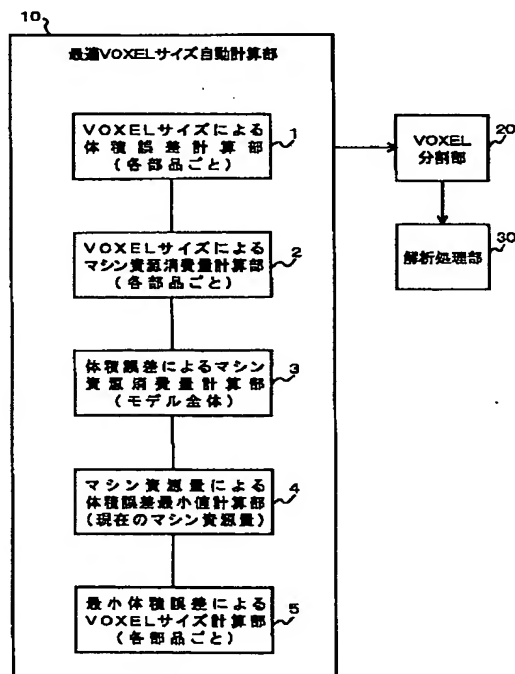 10
最適VOXELサイズ自動計算部
VOXELサイズによる
体積誤差計算部
(各部品ごと)
1
VOXELサイズによる
マシン資源消費量計算部
(各部品ごと)
2
体積誤差によるマシン
資源消費量計算部
(モデル全体)
3
マシン資源量による
体積誤差最小値計算部
(現在のマシン資源量)
4
最小体積誤差による
VOXELサイズ計算部
(各部品ごと)
5
VOXEL
分割部
20
解析処理部
30